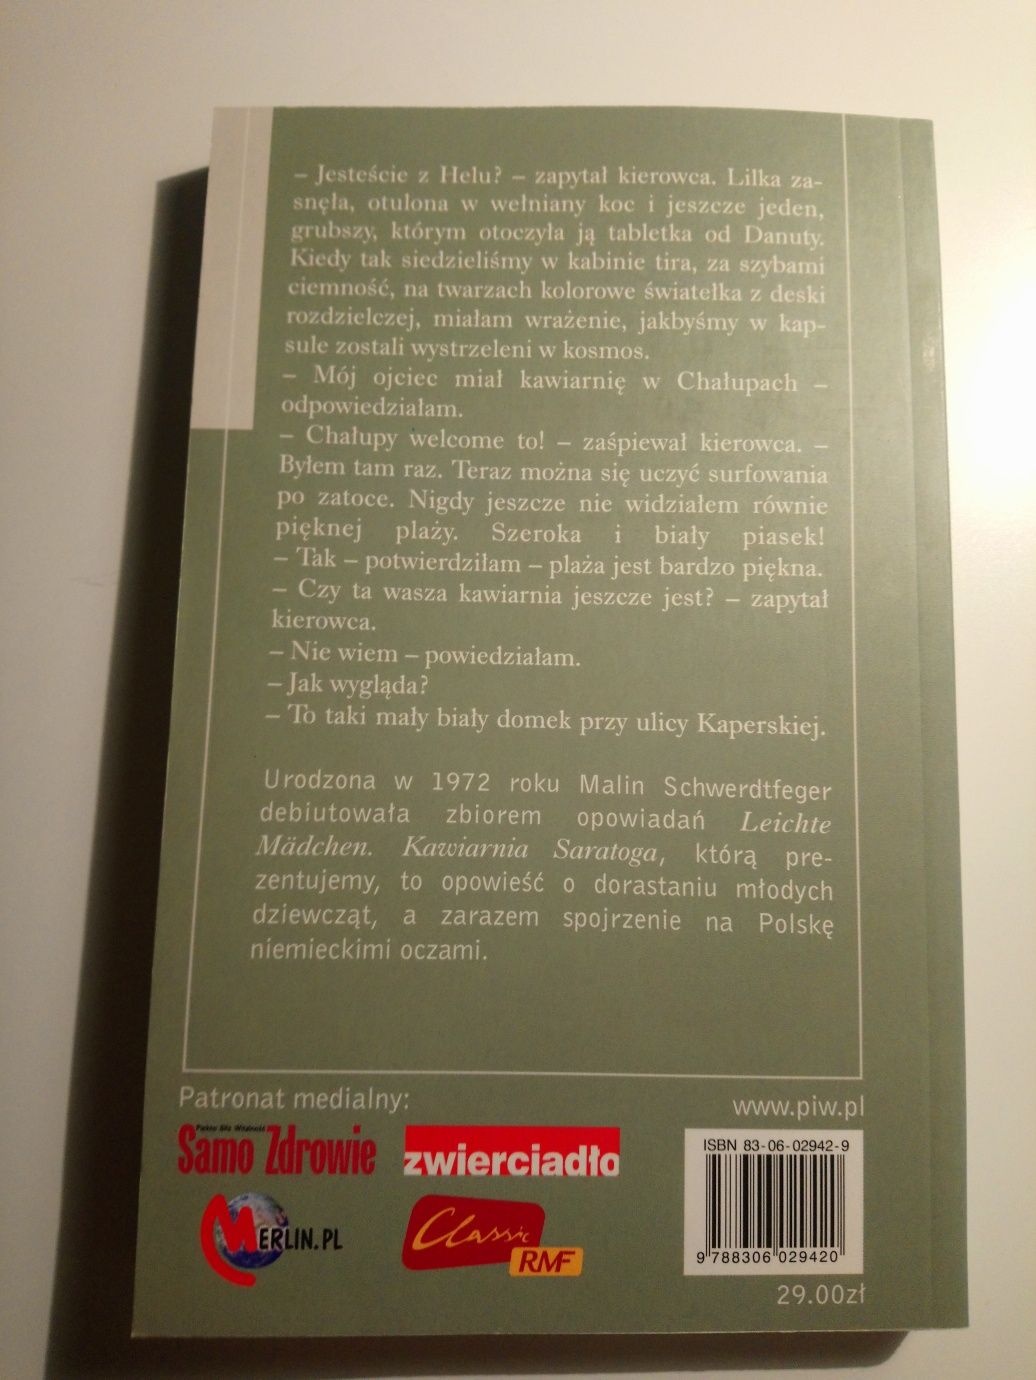 – Jesteście z Helu? – zapytał kierowca. Lilka za-
snęła, otulona w wełniany koc i jeszcze jeden,
grubszy, którym otoczyła ją tabletka od Danuty.
Kiedy tak siedzieliśmy w kabinie tira, za szybami
ciemność, na twarzach kolorowe światełka z deski
rozdzielczej, miałam wrażenie, jakbyśmy w kap-
sule zostali wystrzeleni w kosmos.
– Mój ojciec miał kawiarnię w Chałupach –
odpowiedziałam.
– Chałupy welcome to! – zaśpiewał kierowca. –
Byłem tam raz. Teraz można się uczyć surfowania
po zatoce. Nigdy jeszcze nie widziałem równie
pięknej plaży. Szeroka i biały piasek!
– Tak – potwierdziłam – plaża jest bardzo piękna.
– Czy ta wasza kawiarnia jeszcze jest? – zapytał
kierowca.
– Nie wiem – powiedziałam.
– Jak wygląda?
– To taki mały biały domek przy ulicy Kaperskiej.
Urodzona w 1972 roku Malin Schwerdtfeger
debiutowała zbiorem opowiadań Leichte
Mädchen. Kawiarnia Saratoga, którą pre-
zentujemy, to opowieść o dorastaniu młodych
dziewcząt, a zarazem spojrzenie na Polskę
niemieckimi oczami.
Patronat medialny:
www.piw.pl
Piękno Siła Witalność
Samo Zdrowie
zwierciadło
MERLIN.PL
Classic
RMF
ISBN 83-06-02942-9
9 788306 029420
29.00zł